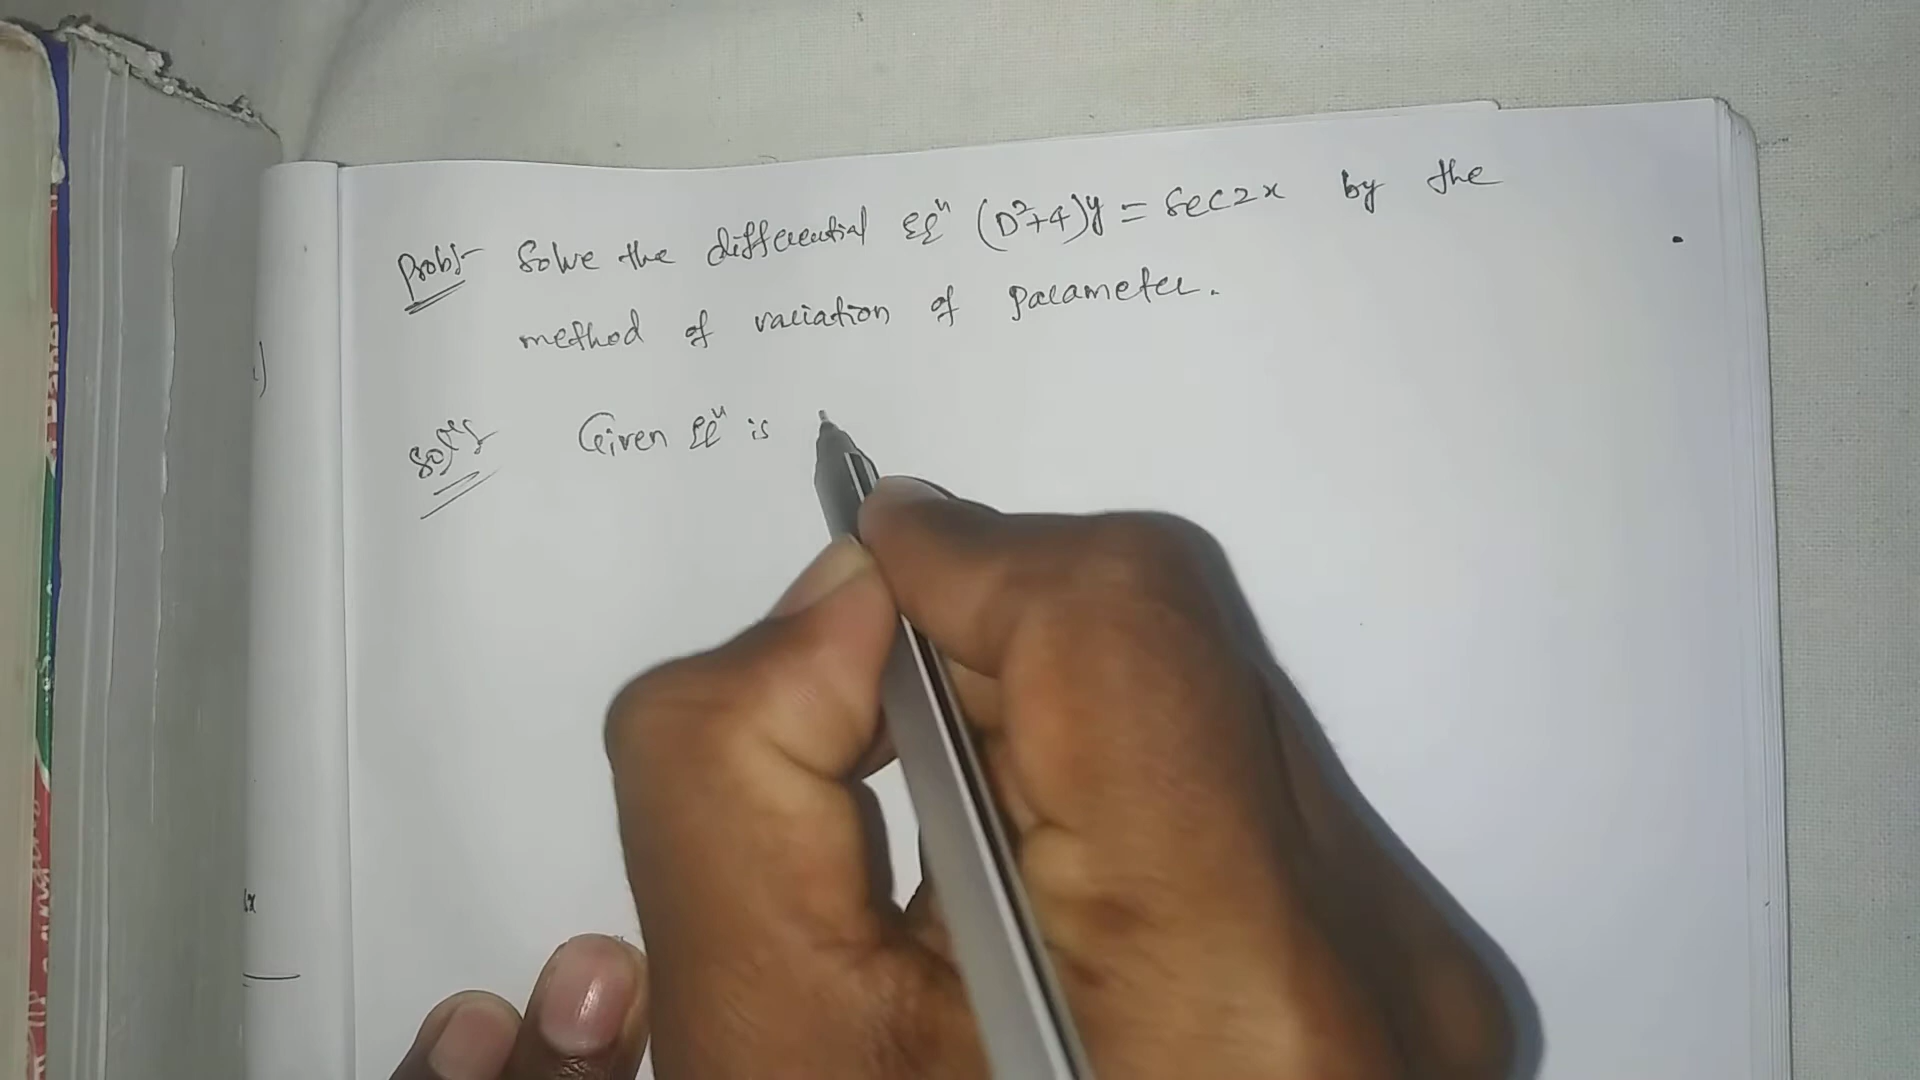 Prob:- Solve the differential Eqⁿ (D²+4)y = Sec2x by the
method of variation of parameter.
Solⁿ:- Given Eqⁿ is